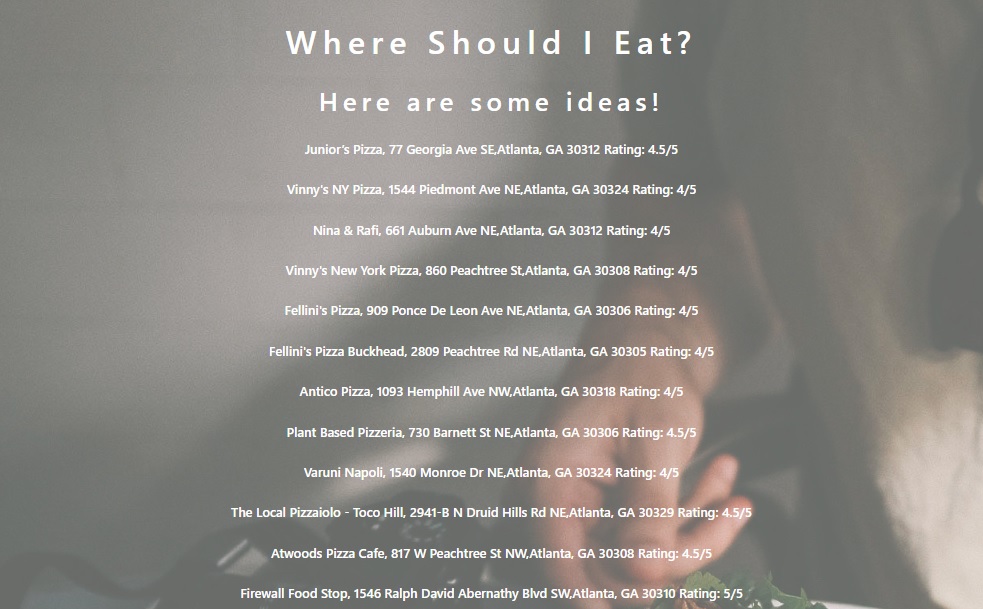 Where Should I Eat?
Here are some ideas!
Junior's Pizza, 77 Georgia Ave SE,Atlanta, GA 30312 Rating: 4.5/5
Vinny's NY Pizza, 1544 Piedmont Ave NE,Atlanta, GA 30324 Rating: 4/5
Nina & Rafi, 661 Auburn Ave NE,Atlanta, GA 30312 Rating: 4/5
Vinny's New York Pizza, 860 Peachtree St,Atlanta, GA 30308 Rating: 4/5
Fellini's Pizza, 909 Ponce De Leon Ave NE,Atlanta, GA 30306 Rating: 4/5
Fellini's Pizza Buckhead, 2809 Peachtree Rd NE,Atlanta, GA 30305 Rating: 4/5
Antico Pizza, 1093 Hemphill Ave NW,Atlanta, GA 30318 Rating: 4/5
Plant Based Pizzeria, 730 Barnett St NE,Atlanta, GA 30306 Rating: 4.5/5
Varuni Napoli, 1540 Monroe Dr NE,Atlanta, GA 30324 Rating: 4/5
The Local Pizzaiolo - Toco Hill, 2941-B N Druid Hills Rd NE,Atlanta, GA 30329 Rating: 4.5/5
Atwoods Pizza Cafe, 817 W Peachtree St NW,Atlanta, GA 30308 Rating: 4.5/5
Firewall Food Stop, 1546 Ralph David Abernathy Blvd SW,Atlanta, GA 30310 Rating: 5/5